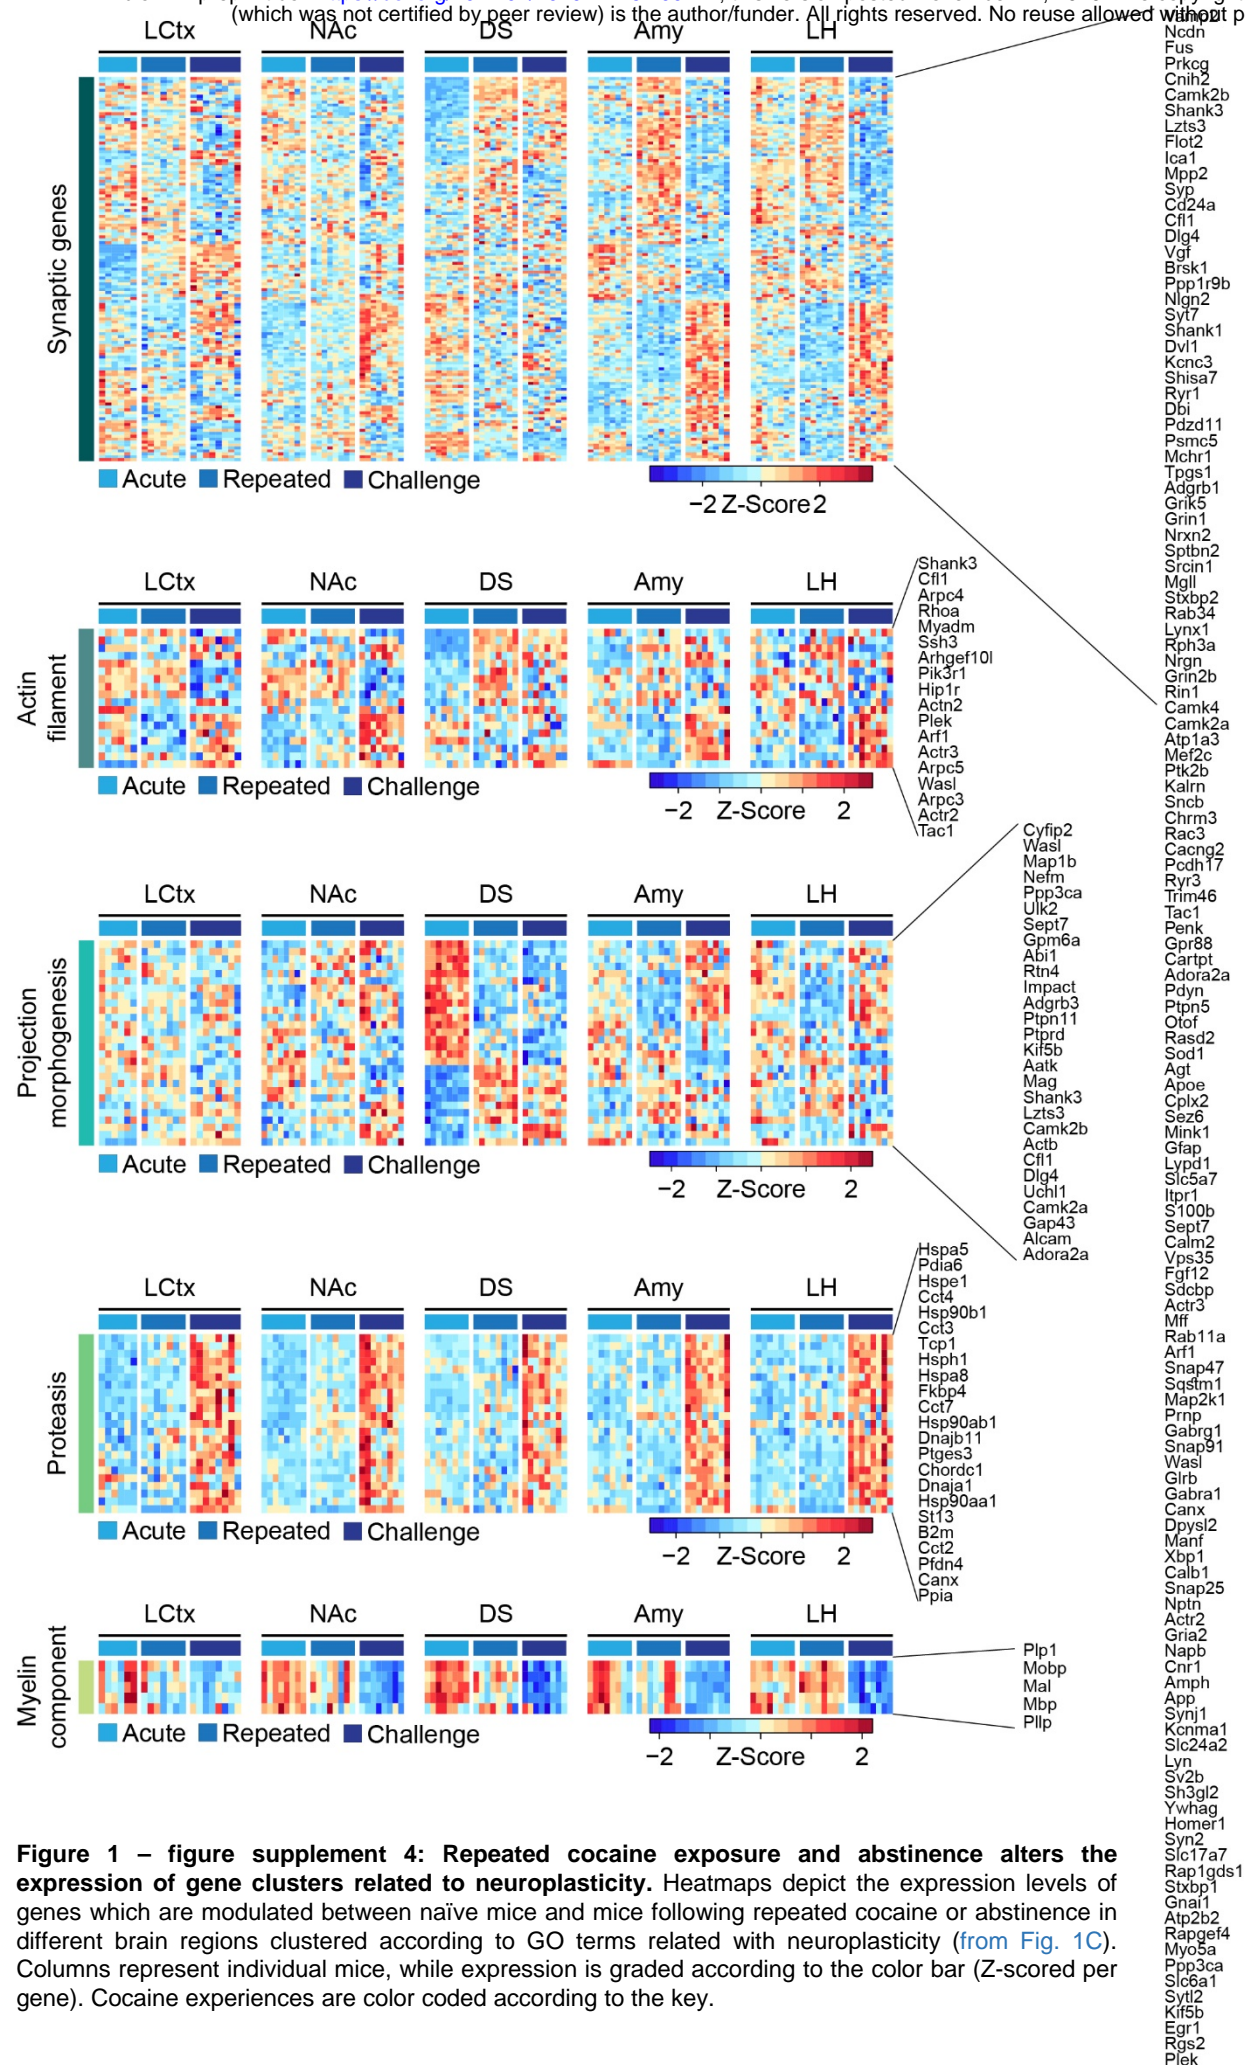 (which was not certified by peer review) is the author/funder. All rights reserved. No reuse allowed without p
LCtx NAc DS Amy LH
Synaptic genes
Acute Repeated Challenge
−2 Z-Score 2
LCtx NAc DS Amy LH
Actin
filament
Acute Repeated Challenge
−2 Z-Score 2
Shank3
Cfl1
Arpc4
Rhoa
Myadm
Ssh3
Arhgef10l
Pik3r1
Hip1r
Actn2
Plek
Arf1
Actr3
Arpc5
Wasl
Arpc3
Actr2
Tac1
LCtx NAc DS Amy LH
Projection
morphogenesis
Acute Repeated Challenge
−2 Z-Score 2
Cyfip2
Wasl
Map1b
Nefm
Ppp3ca
Ulk2
Sept7
Gpm6a
Abi1
Rtn4
Impact
Adgrb3
Ptpn11
Ptprd
Kif5b
Aatk
Mag
Shank3
Lzts3
Camk2b
Actb
Cfl1
Dlg4
Uchl1
Camk2a
Gap43
Alcam
Adora2a
LCtx NAc DS Amy LH
Proteasis
Acute Repeated Challenge
−2 Z-Score 2
Hspa5
Pdia6
Hspe1
Cct4
Hsp90b1
Cct3
Tcp1
Hsph1
Hspa8
Fkbp4
Cct7
Hsp90ab1
Dnajb11
Ptges3
Chordc1
Dnaja1
Hsp90aa1
St13
B2m
Cct2
Pfdn4
Canx
Ppia
LCtx NAc DS Amy LH
Myelin
component
Acute Repeated Challenge
−2 Z-Score 2
Plp1
Mobp
Mal
Mbp
Pllp
Vamp2
Ncdn
Fus
Prkcg
Cnih2
Camk2b
Shank3
Lzts3
Flot2
Ica1
Mpp2
Syp
Cd24a
Cfl1
Dlg4
Vgf
Brsk1
Ppp1r9b
Nlgn2
Syt7
Shank1
Dvl1
Kcnc3
Shisa7
Ryr1
Dbi
Pdzd11
Psmc5
Mchr1
Tpgs1
Adgrb1
Grik5
Grin1
Nrxn2
Sptbn2
Srcin1
Mgll
Stxbp2
Rab34
Lynx1
Rph3a
Nrgn
Grin2b
Rin1
Camk4
Camk2a
Atp1a3
Mef2c
Ptk2b
Kalrn
Sncb
Chrm3
Rac3
Cacng2
Pcdh17
Ryr3
Trim46
Tac1
Penk
Gpr88
Cartpt
Adora2a
Pdyn
Ptpn5
Otof
Rasd2
Sod1
Agt
Apoe
Cplx2
Sez6
Mink1
Gfap
Lypd1
Slc5a7
Itpr1
S100b
Sept7
Calm2
Vps35
Fgf12
Sdcbp
Actr3
Mff
Rab11a
Arf1
Snap47
Sqstm1
Map2k1
Prnp
Gabrg1
Snap91
Wasl
Glrb
Gabra1
Canx
Dpysl2
Manf
Xbp1
Calb1
Snap25
Nptn
Actr2
Gria2
Napb
Cnr1
Amph
App
Synj1
Kcnma1
Slc24a2
Lyn
Sv2b
Sh3gl2
Ywhag
Homer1
Syn2
Slc17a7
Rap1gds1
Stxbp1
Gnai1
Atp2b2
Rapgef4
Myo5a
Ppp3ca
Slc6a1
Sytl2
Kif5b
Egr1
Rgs2
Plek
Figure 1 – figure supplement 4: Repeated cocaine exposure and abstinence alters the
expression of gene clusters related to neuroplasticity. Heatmaps depict the expression levels of
genes which are modulated between naïve mice and mice following repeated cocaine or abstinence in
different brain regions clustered according to GO terms related with neuroplasticity (from Fig. 1C).
Columns represent individual mice, while expression is graded according to the color bar (Z-scored per
gene). Cocaine experiences are color coded according to the key.